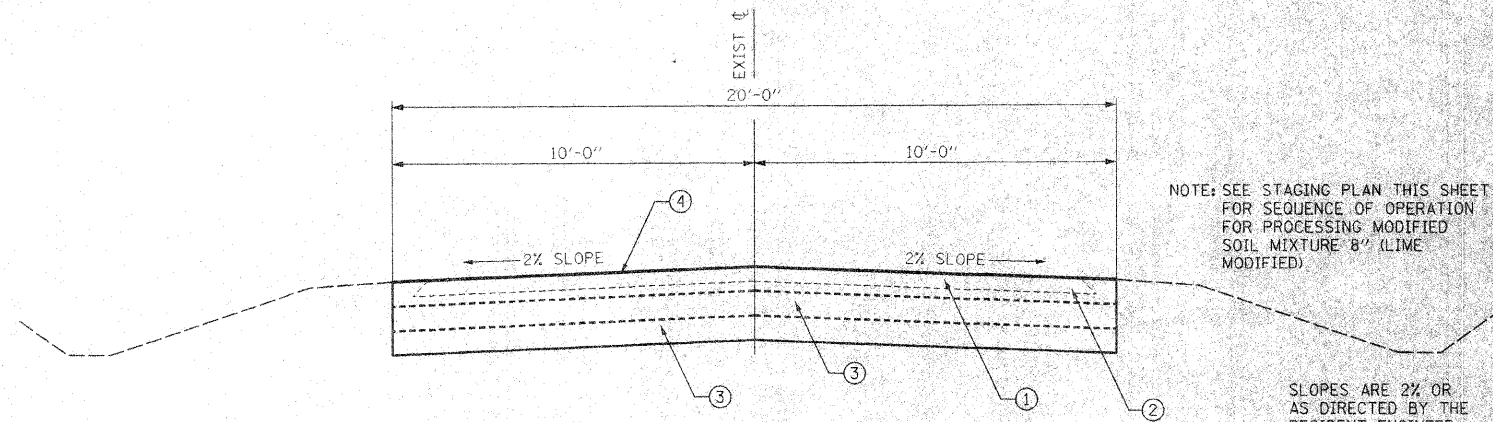 EXIST ℄
20'-0"
10'-0"
10'-0"
NOTE: SEE STAGING PLAN THIS SHEET
FOR SEQUENCE OF OPERATION
FOR PROCESSING MODIFIED
SOIL MIXTURE 8" (LIME
MODIFIED)
4
2% SLOPE
2% SLOPE
3
3
1
2
SLOPES ARE 2% OR
AS DIRECTED BY THE
RESIDENT ENGINEER